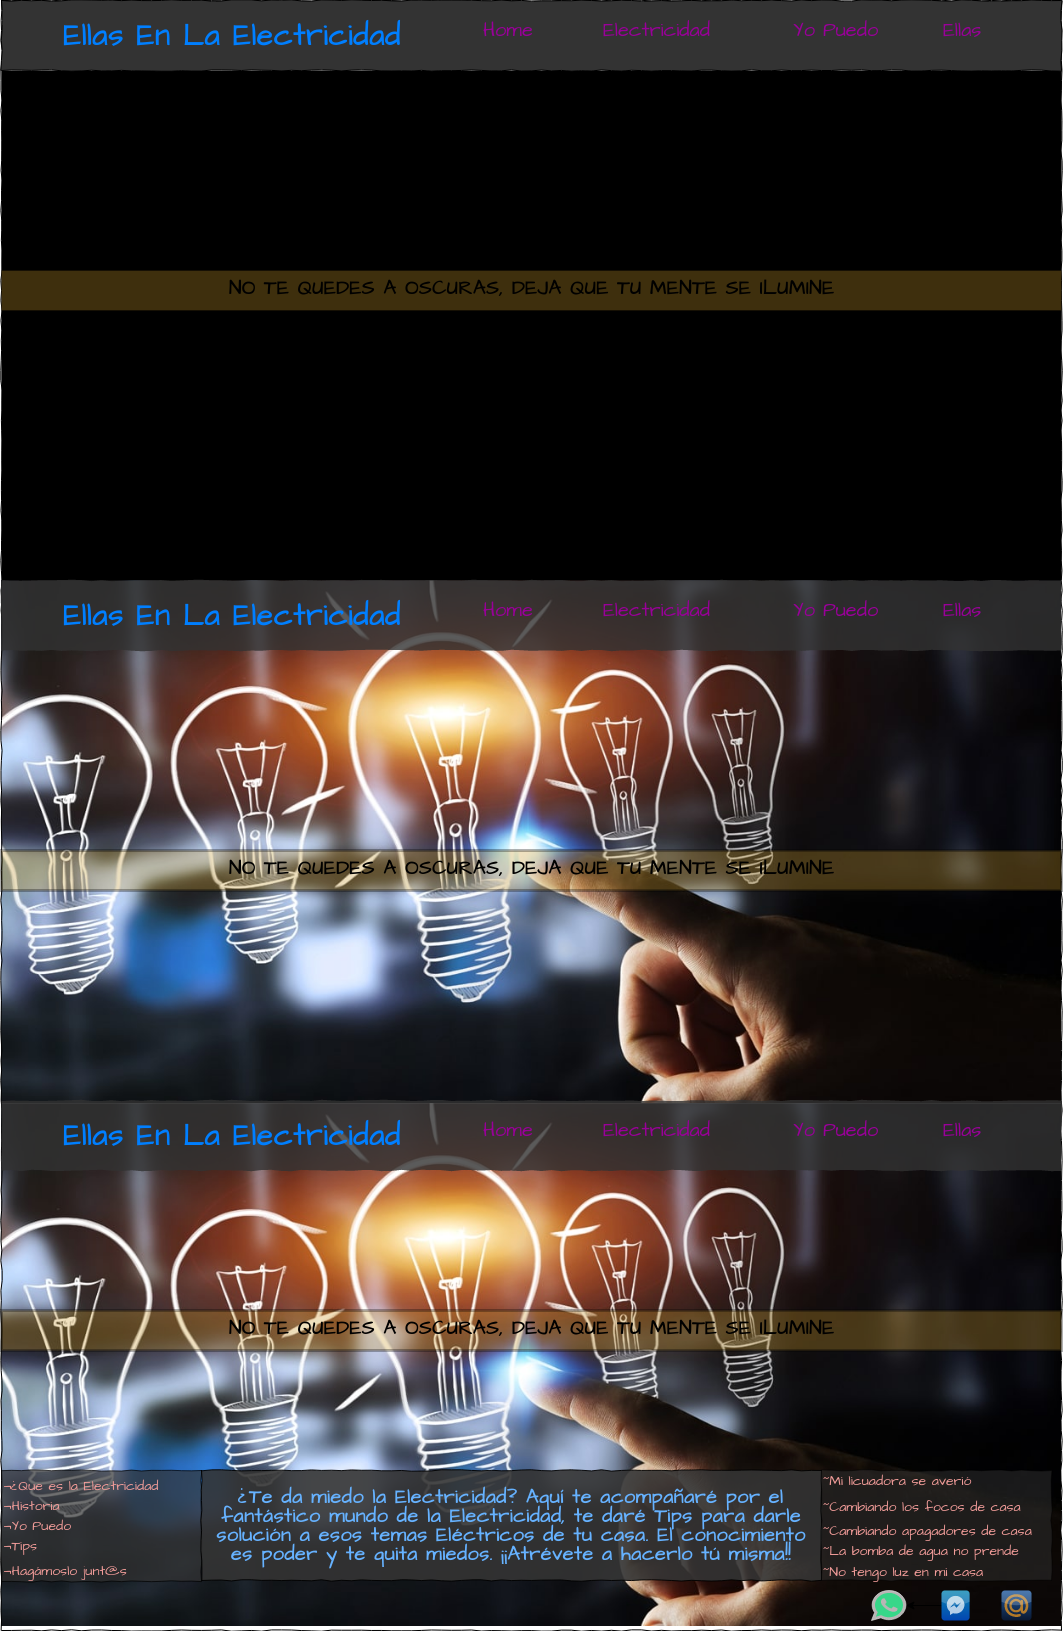 Ellas En La Electricidad Home Electricidad Yo Puedo Ellas
NO TE QUEDES A OSCURAS, DEJA QUE TU MENTE SE ILUMINE
Ellas En La Electricidad Home Electricidad Yo Puedo Ellas
NO TE QUEDES A OSCURAS, DEJA QUE TU MENTE SE ILUMINE
Ellas En La Electricidad Home Electricidad Yo Puedo Ellas
NO TE QUEDES A OSCURAS, DEJA QUE TU MENTE SE ILUMINE
¬¿Que es la Electricidad
¬Historia
¬Yo Puedo
¬Tips
¬Hagámoslo junt@s
¿Te da miedo la Electricidad? Aquí te acompañaré por el
fantástico mundo de la Electricidad, te daré Tips para darle
solución a esos temas Eléctricos de tu casa. El conocimiento
es poder y te quita miedos. ¡¡Atrévete a hacerlo tú misma!!
~Mi licuadora se averió
~Cambiando los focos de casa
~Cambiando apagadores de casa
~La bomba de agua no prende
~No tengo luz en mi casa